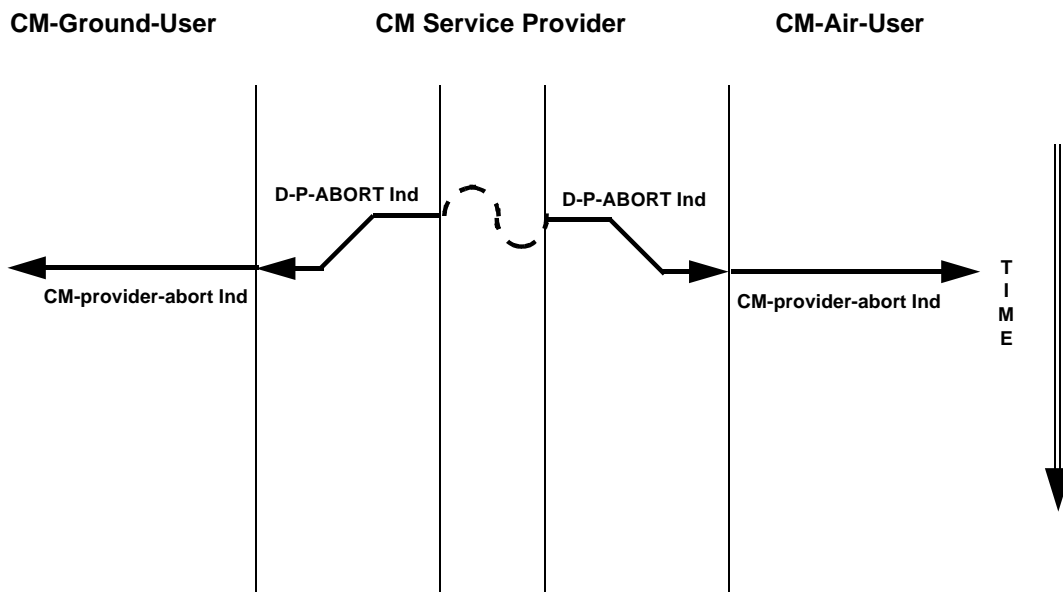 CM-Ground-User CM Service Provider CM-Air-User
D-P-ABORT Ind D-P-ABORT Ind
CM-provider-abort Ind CM-provider-abort Ind
T
I
M
E